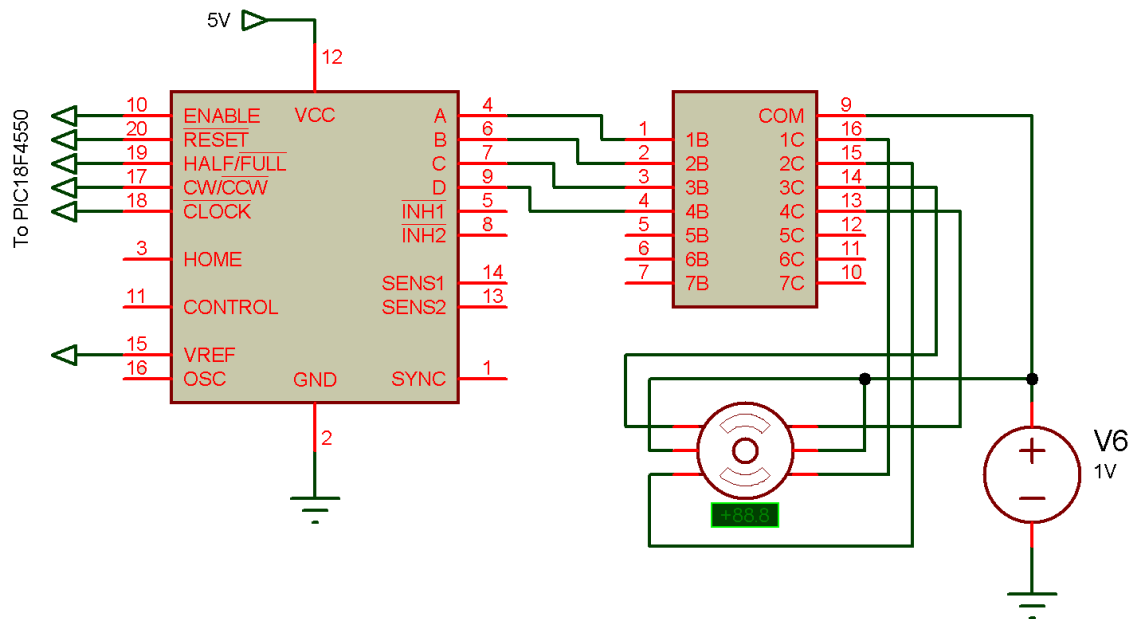 5V
12
To PIC18F4550
10 ENABLE
20 RESET
19 HALF/FULL
17 CW/CCW
18 CLOCK
3 HOME
11 CONTROL
15 VREF
16 OSC
VCC
GND
2
A 4
B 6
C 7
D 9
INH1 5
INH2 8
SENS1 14
SENS2 13
SYNC 1
1 1B
2 2B
3 3B
4 4B
5 5B
6 6B
7 7B
COM 9
1C 16
2C 15
3C 14
4C 13
5C 12
6C 11
7C 10
+88.8
V6
1V